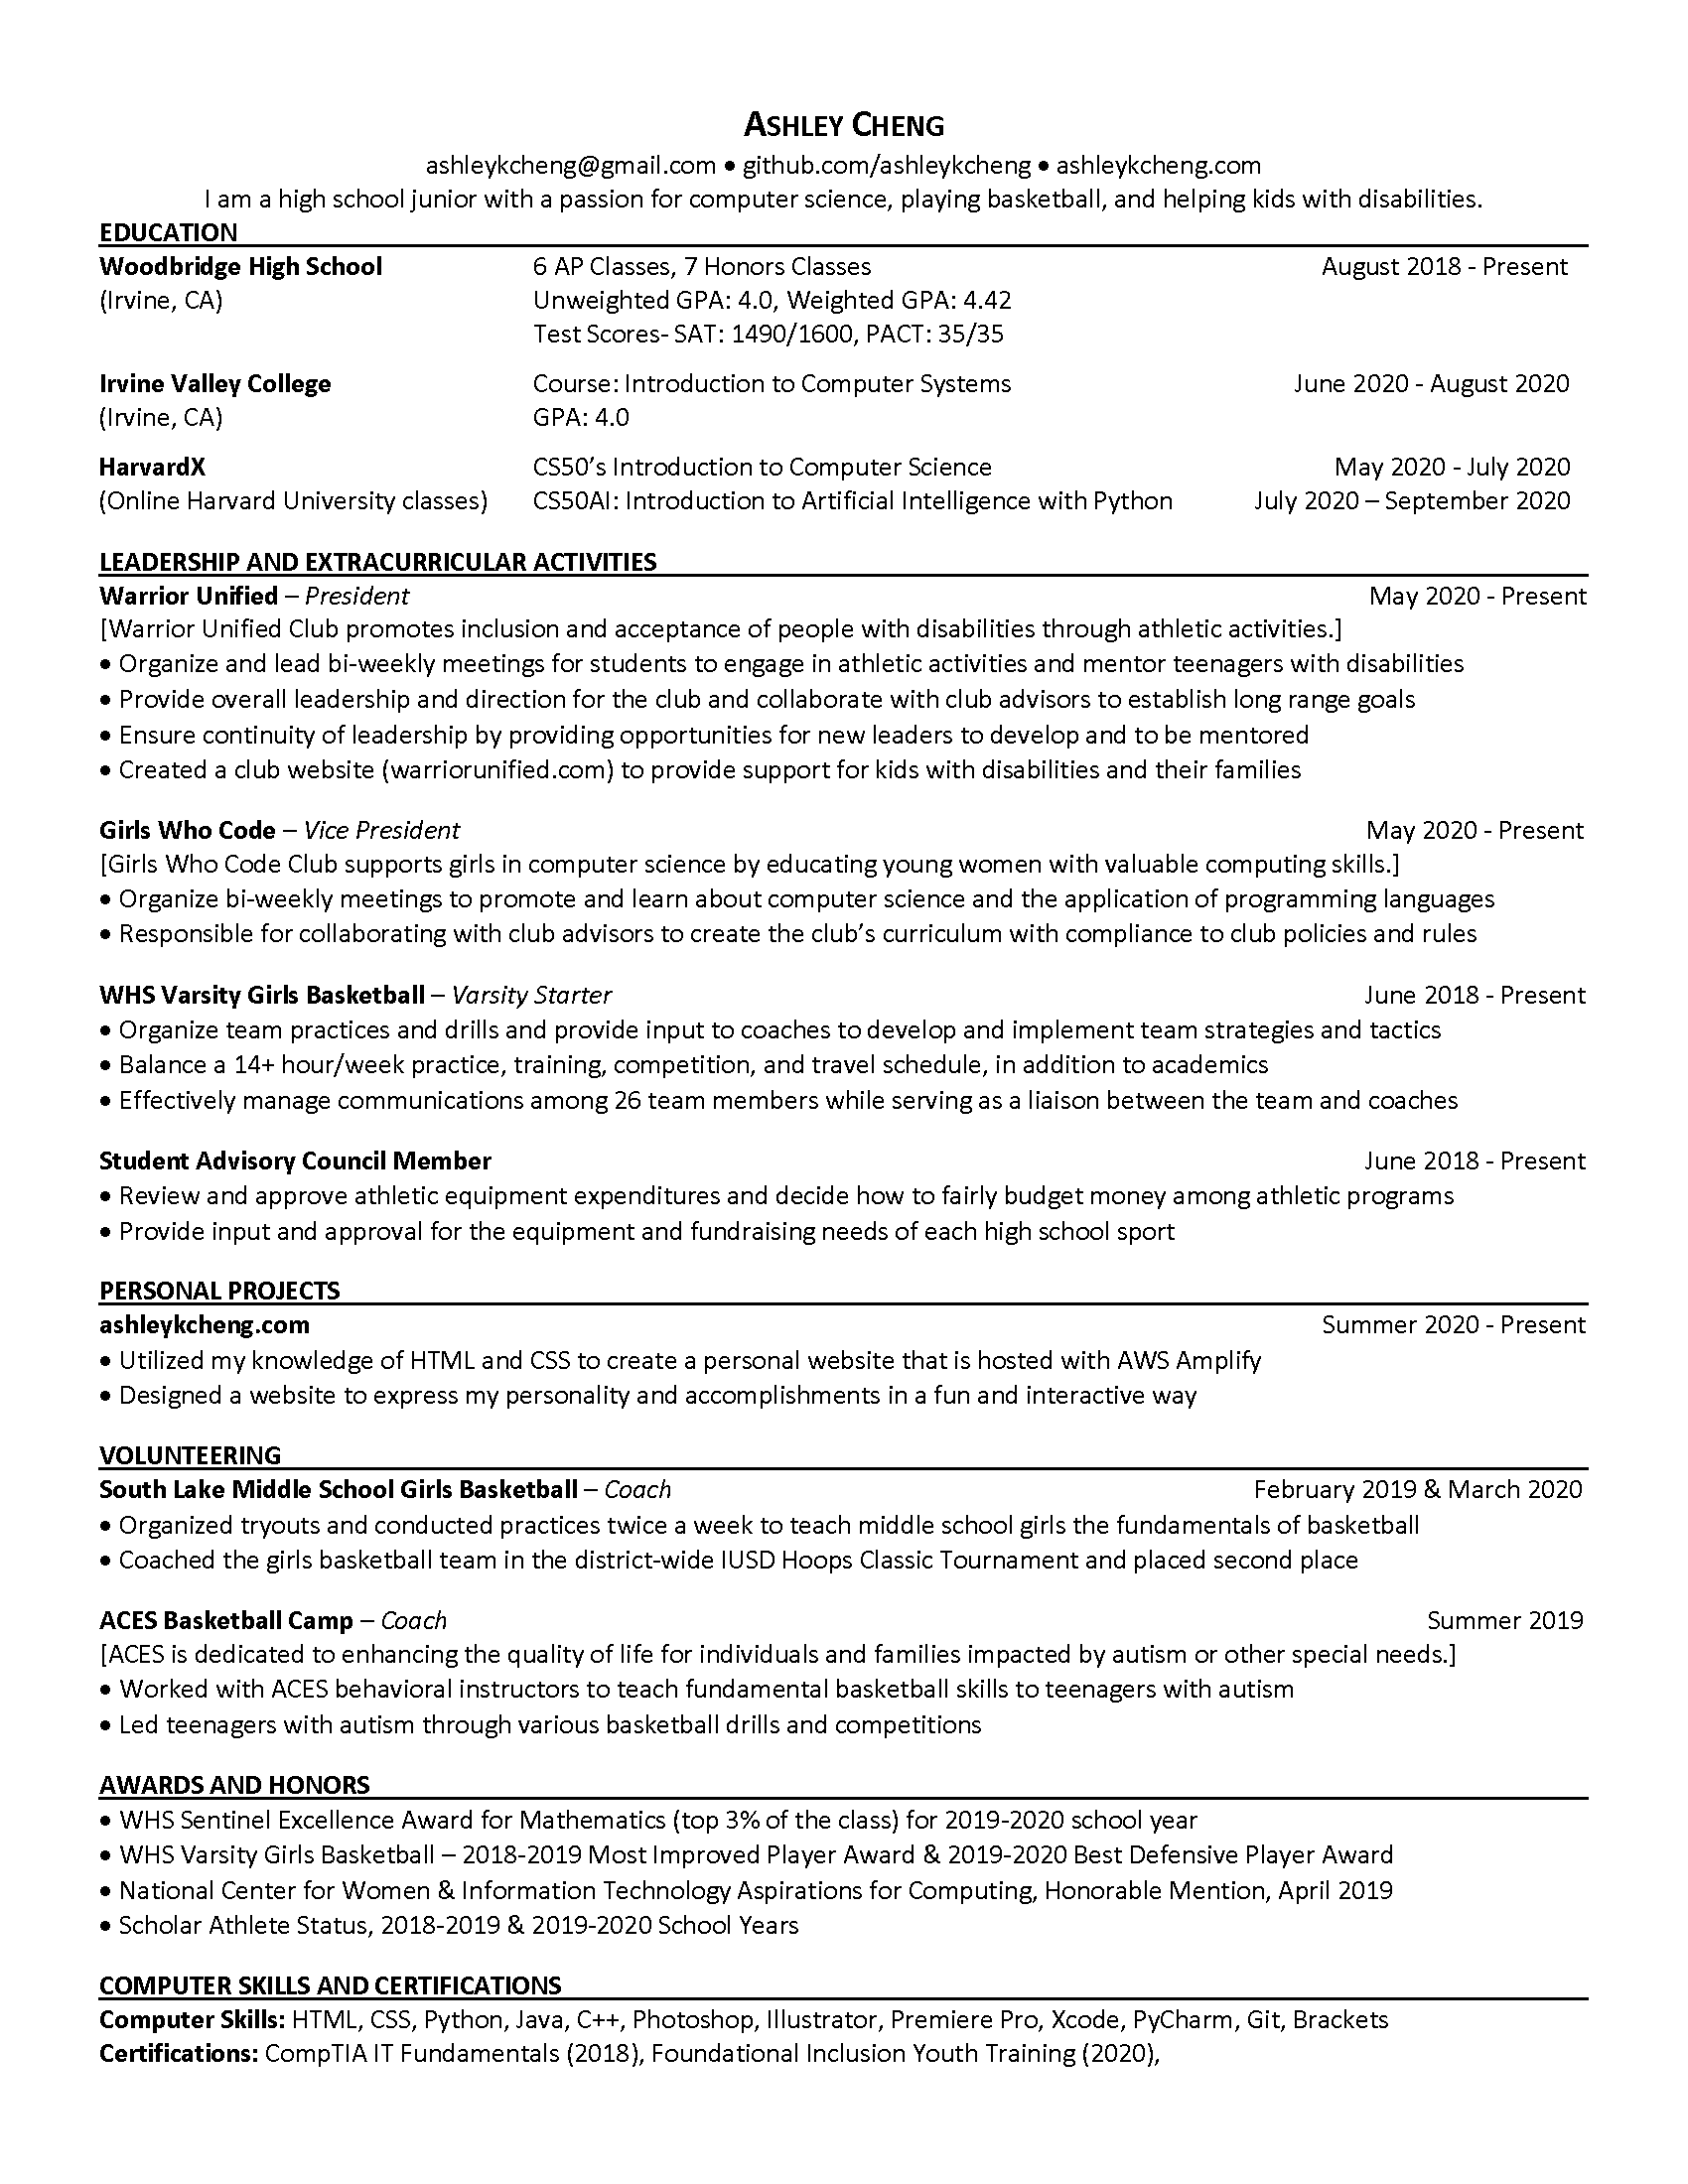 ASHLEY CHENG
ashleykcheng@gmail.com • github.com/ashleykcheng • ashleykcheng.com
I am a high school junior with a passion for computer science, playing basketball, and helping kids with disabilities.
EDUCATION
Woodbridge High School 6 AP Classes, 7 Honors Classes August 2018 - Present
(Irvine, CA) Unweighted GPA: 4.0, Weighted GPA: 4.42
Test Scores- SAT: 1490/1600, PACT: 35/35
Irvine Valley College Course: Introduction to Computer Systems June 2020 - August 2020
(Irvine, CA) GPA: 4.0
HarvardX CS50’s Introduction to Computer Science May 2020 - July 2020
(Online Harvard University classes) CS50AI: Introduction to Artificial Intelligence with Python July 2020 – September 2020
LEADERSHIP AND EXTRACURRICULAR ACTIVITIES
Warrior Unified – President May 2020 - Present
[Warrior Unified Club promotes inclusion and acceptance of people with disabilities through athletic activities.]
• Organize and lead bi-weekly meetings for students to engage in athletic activities and mentor teenagers with disabilities
• Provide overall leadership and direction for the club and collaborate with club advisors to establish long range goals
• Ensure continuity of leadership by providing opportunities for new leaders to develop and to be mentored
• Created a club website (warriorunified.com) to provide support for kids with disabilities and their families
Girls Who Code – Vice President May 2020 - Present
[Girls Who Code Club supports girls in computer science by educating young women with valuable computing skills.]
• Organize bi-weekly meetings to promote and learn about computer science and the application of programming languages
• Responsible for collaborating with club advisors to create the club’s curriculum with compliance to club policies and rules
WHS Varsity Girls Basketball – Varsity Starter June 2018 - Present
• Organize team practices and drills and provide input to coaches to develop and implement team strategies and tactics
• Balance a 14+ hour/week practice, training, competition, and travel schedule, in addition to academics
• Effectively manage communications among 26 team members while serving as a liaison between the team and coaches
Student Advisory Council Member June 2018 - Present
• Review and approve athletic equipment expenditures and decide how to fairly budget money among athletic programs
• Provide input and approval for the equipment and fundraising needs of each high school sport
PERSONAL PROJECTS
ashleykcheng.com Summer 2020 - Present
• Utilized my knowledge of HTML and CSS to create a personal website that is hosted with AWS Amplify
• Designed a website to express my personality and accomplishments in a fun and interactive way
VOLUNTEERING
South Lake Middle School Girls Basketball – Coach February 2019 & March 2020
• Organized tryouts and conducted practices twice a week to teach middle school girls the fundamentals of basketball
• Coached the girls basketball team in the district-wide IUSD Hoops Classic Tournament and placed second place
ACES Basketball Camp – Coach Summer 2019
[ACES is dedicated to enhancing the quality of life for individuals and families impacted by autism or other special needs.]
• Worked with ACES behavioral instructors to teach fundamental basketball skills to teenagers with autism
• Led teenagers with autism through various basketball drills and competitions
AWARDS AND HONORS
• WHS Sentinel Excellence Award for Mathematics (top 3% of the class) for 2019-2020 school year
• WHS Varsity Girls Basketball – 2018-2019 Most Improved Player Award & 2019-2020 Best Defensive Player Award
• National Center for Women & Information Technology Aspirations for Computing, Honorable Mention, April 2019
• Scholar Athlete Status, 2018-2019 & 2019-2020 School Years
COMPUTER SKILLS AND CERTIFICATIONS
Computer Skills: HTML, CSS, Python, Java, C++, Photoshop, Illustrator, Premiere Pro, Xcode, PyCharm, Git, Brackets
Certifications: CompTIA IT Fundamentals (2018), Foundational Inclusion Youth Training (2020),